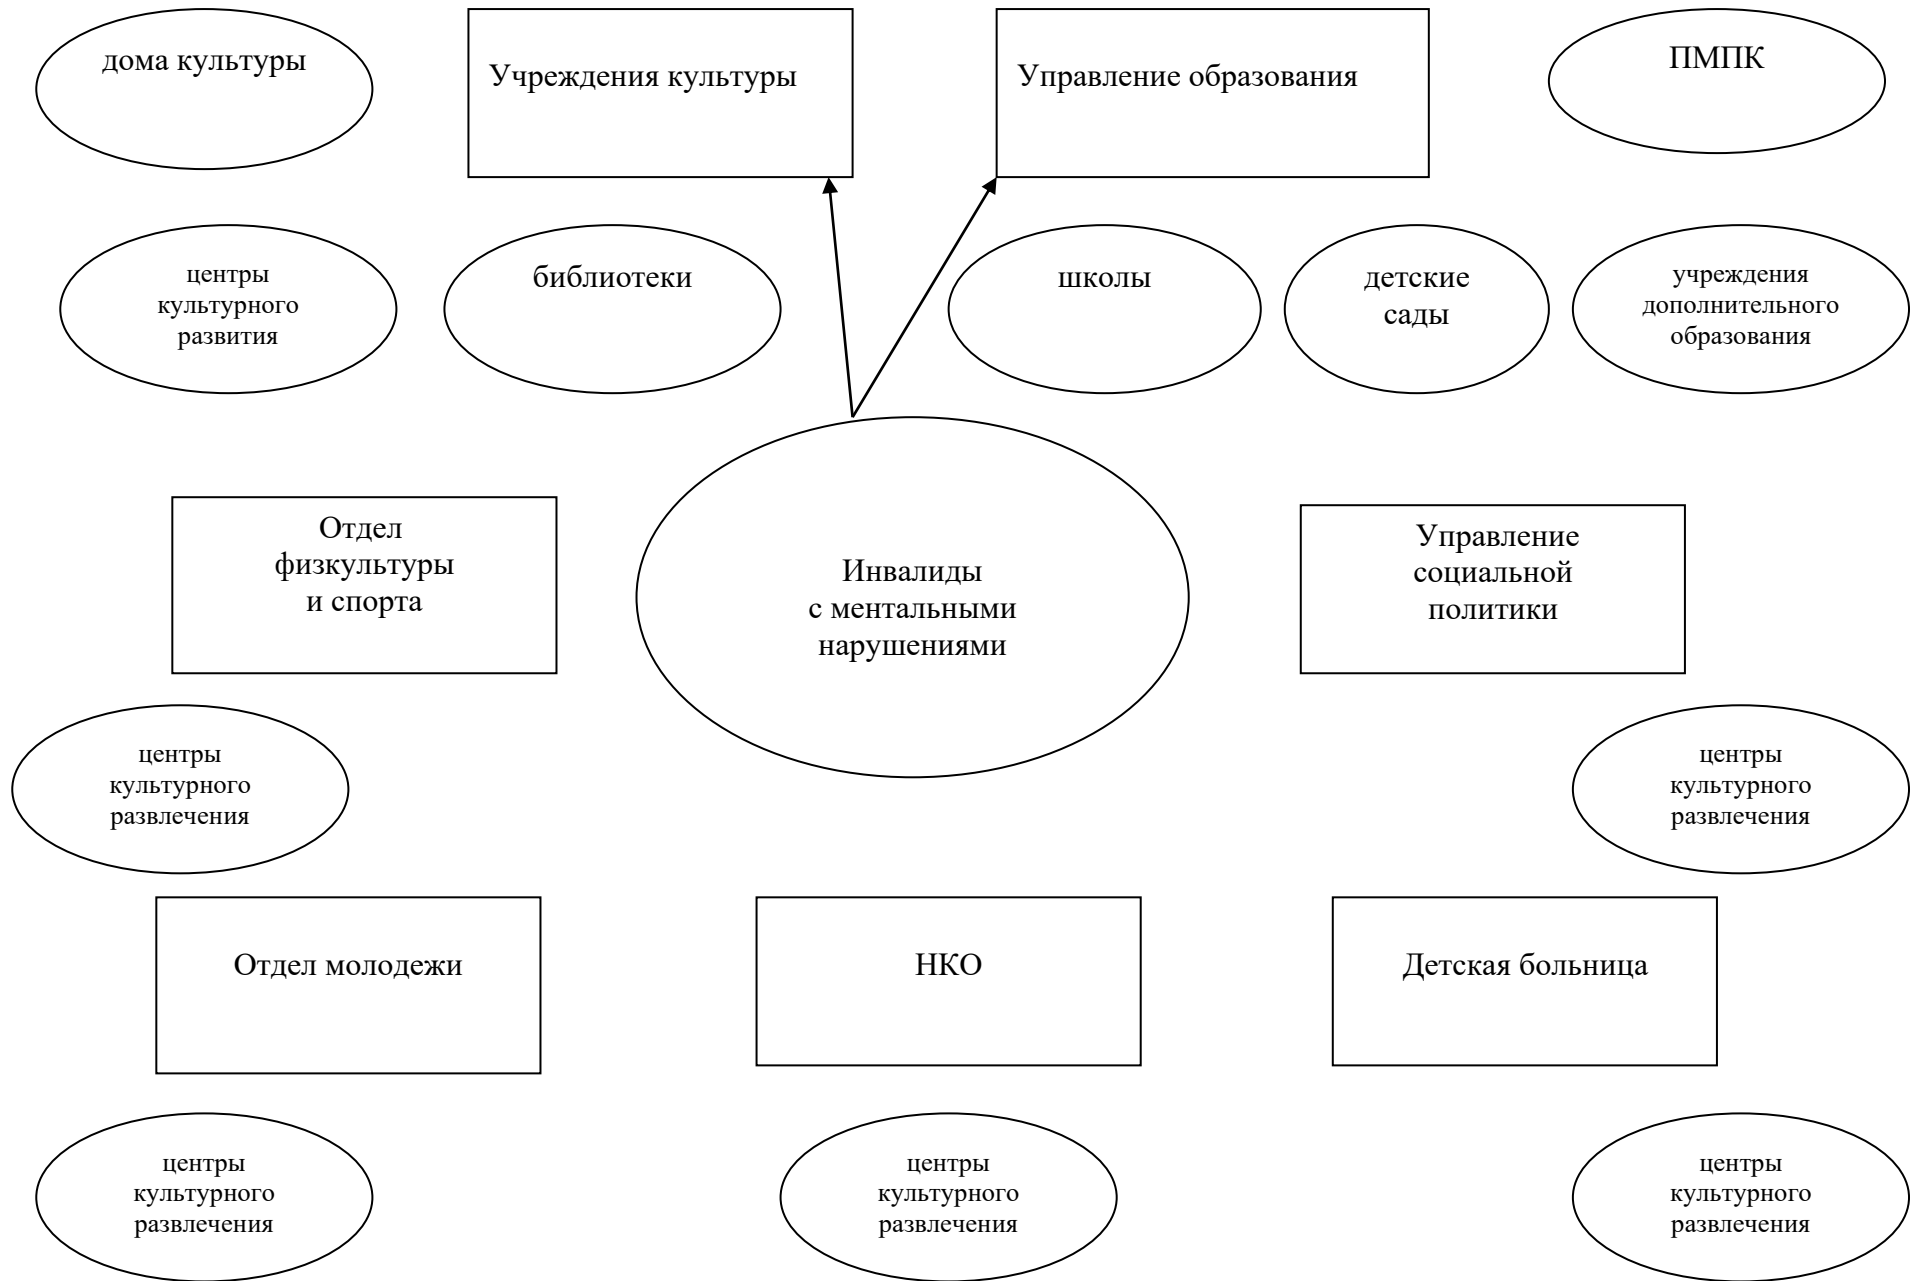 дома культуры
Учреждения культуры
Управление образования
ПМПК
центры
культурного
развития
библиотеки
школы
детские
сады
учреждения
дополнительного
образования
Отдел
физкультуры
и спорта
Инвалиды
с ментальными
нарушениями
Управление
социальной
политики
центры
культурного
развлечения
центры
культурного
развлечения
Отдел молодежи
НКО
Детская больница
центры
культурного
развлечения
центры
культурного
развлечения
центры
культурного
развлечения